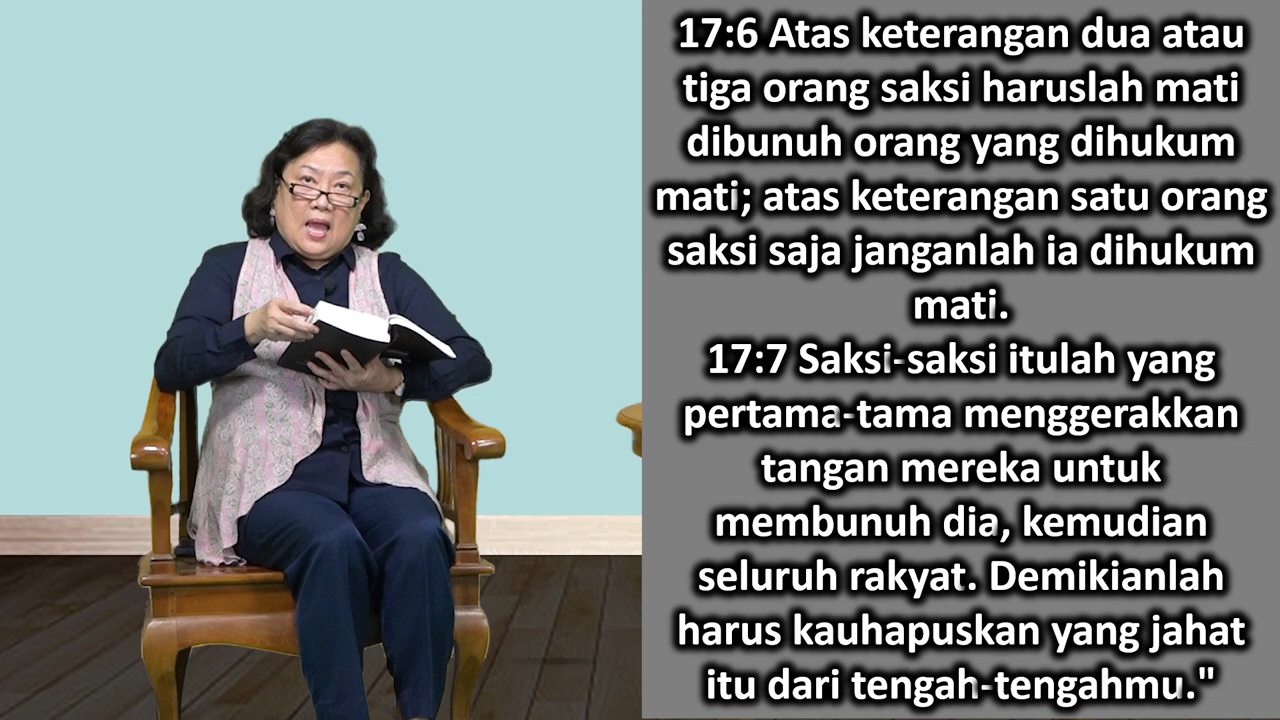 17:6 Atas keterangan dua atau
tiga orang saksi haruslah mati
dibunuh orang yang dihukum
mati; atas keterangan satu orang
saksi saja janganlah ia dihukum
mati.
17:7 Saksi-saksi itulah yang
pertama-tama menggerakkan
tangan mereka untuk
membunuh dia, kemudian
seluruh rakyat. Demikianlah
harus kauhapuskan yang jahat
itu dari tengah-tengahmu."